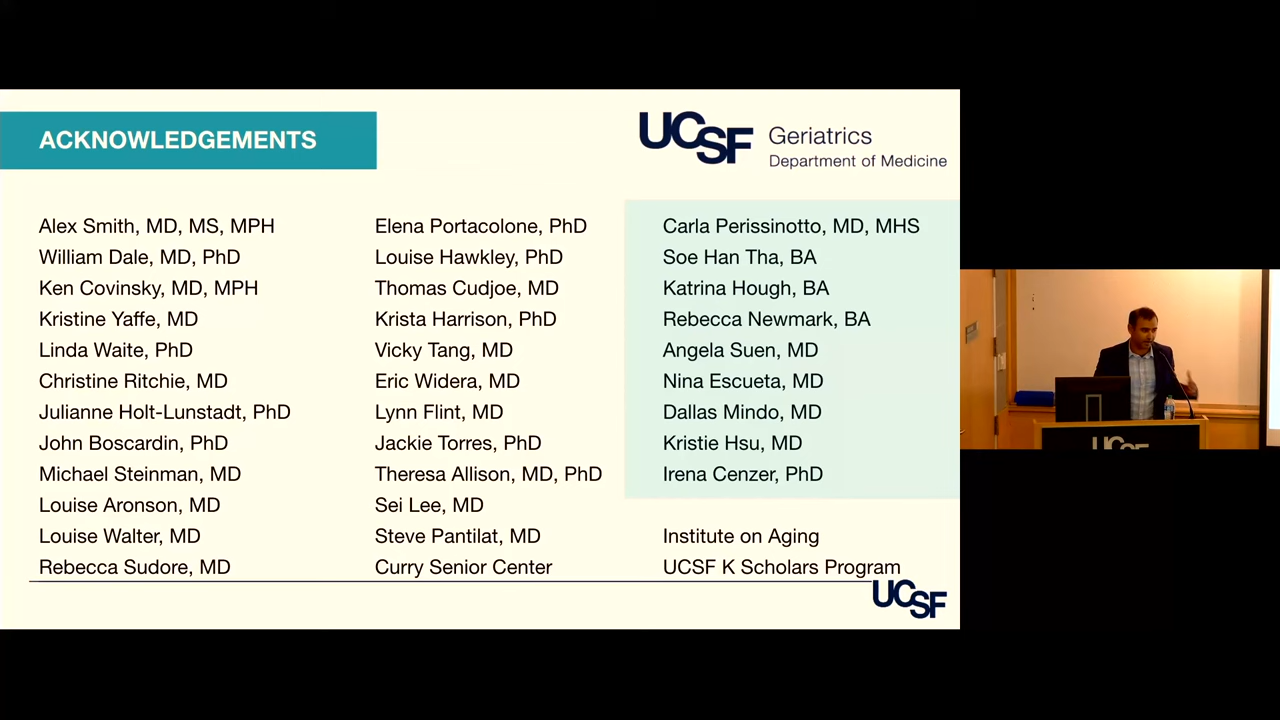 ACKNOWLEDGEMENTS
UCSF
Geriatrics
Department of Medicine
Alex Smith, MD, MS, MPH
William Dale, MD, PhD
Ken Covinsky, MD, MPH
Kristine Yaffe, MD
Linda Waite, PhD
Christine Ritchie, MD
Julianne Holt-Lunstadt, PhD
John Boscardin, PhD
Michael Steinman, MD
Louise Aronson, MD
Louise Walter, MD
Rebecca Sudore, MD
Elena Portacolone, PhD
Louise Hawkley, PhD
Thomas Cudjoe, MD
Krista Harrison, PhD
Vicky Tang, MD
Eric Widera, MD
Lynn Flint, MD
Jackie Torres, PhD
Theresa Allison, MD, PhD
Sei Lee, MD
Steve Pantilat, MD
Curry Senior Center
Carla Perissinotto, MD, MHS
Soe Han Tha, BA
Katrina Hough, BA
Rebecca Newmark, BA
Angela Suen, MD
Nina Escueta, MD
Dallas Mindo, MD
Kristie Hsu, MD
Irena Cenzer, PhD
Institute on Aging
UCSF K Scholars Program
UCSF
UCSF